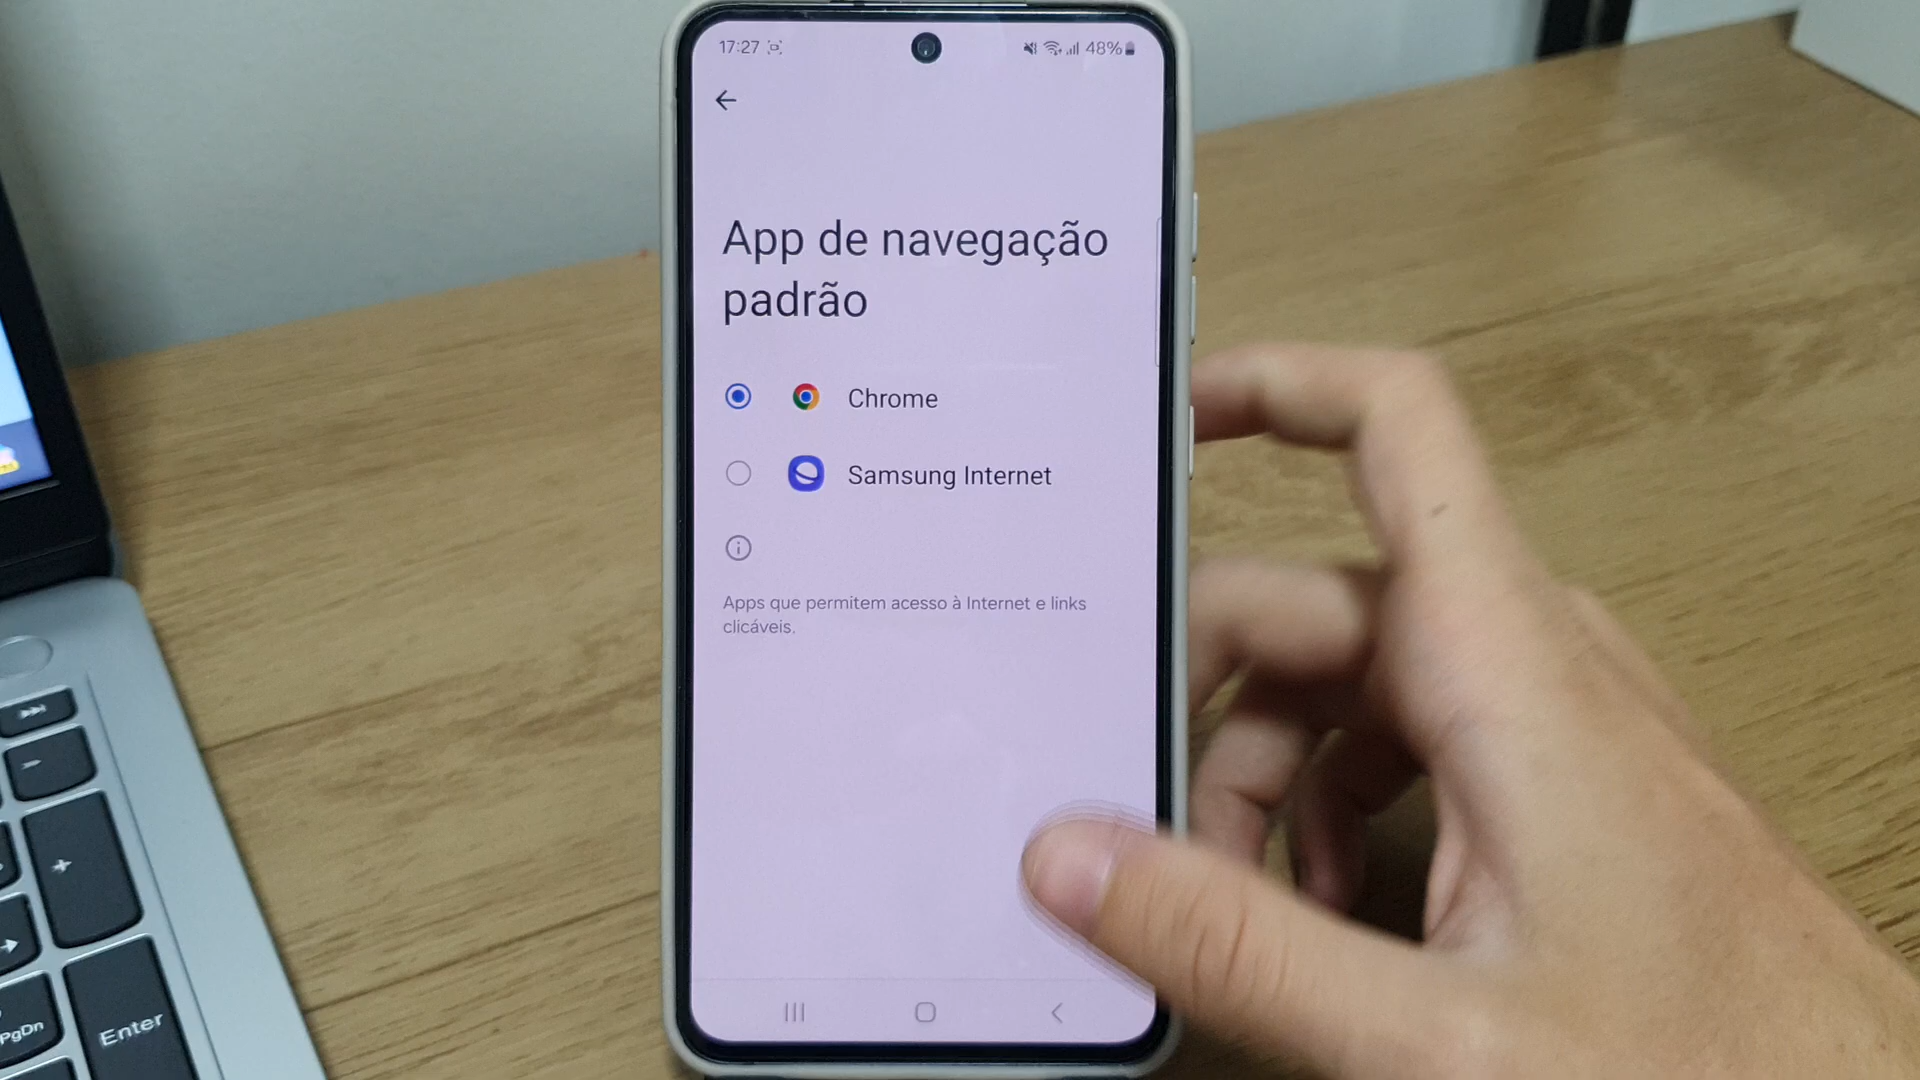 17:27
48%
App de navegação
padrão
Chrome
Samsung Internet
Apps que permitem acesso à Internet e links
clicáveis.
+
PgDn
Enter